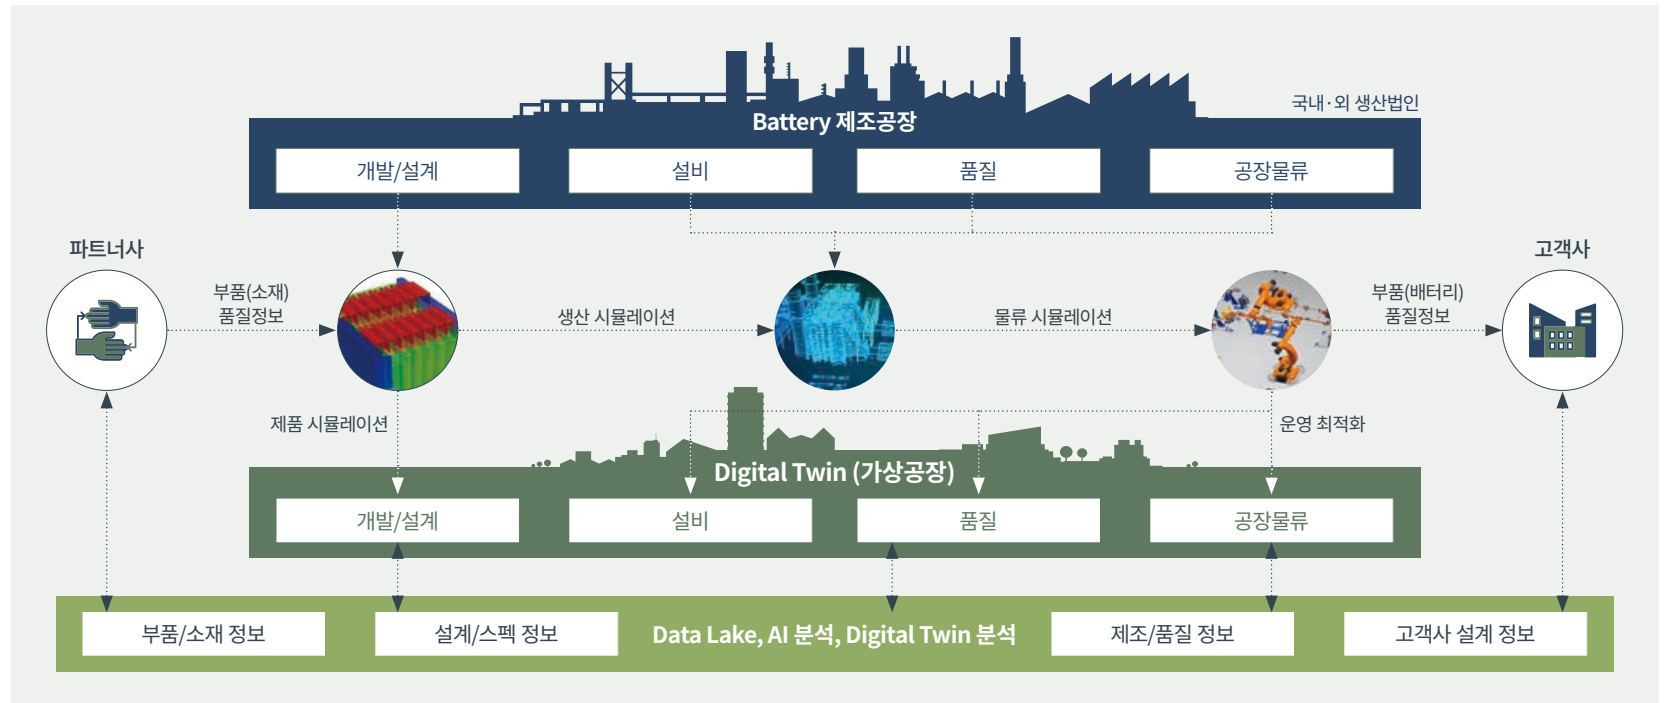 국내·외 생산법인
Battery 제조공장
개발/설계
설비
품질
공장물류
파트너사
고객사
부품(소재)
품질정보
생산 시뮬레이션
물류 시뮬레이션
부품(배터리)
품질정보
제품 시뮬레이션
운영 최적화
Digital Twin (가상공장)
개발/설계
설비
품질
공장물류
부품/소재 정보
설계/스펙 정보
Data Lake, AI 분석, Digital Twin 분석
제조/품질 정보
고객사 설계 정보